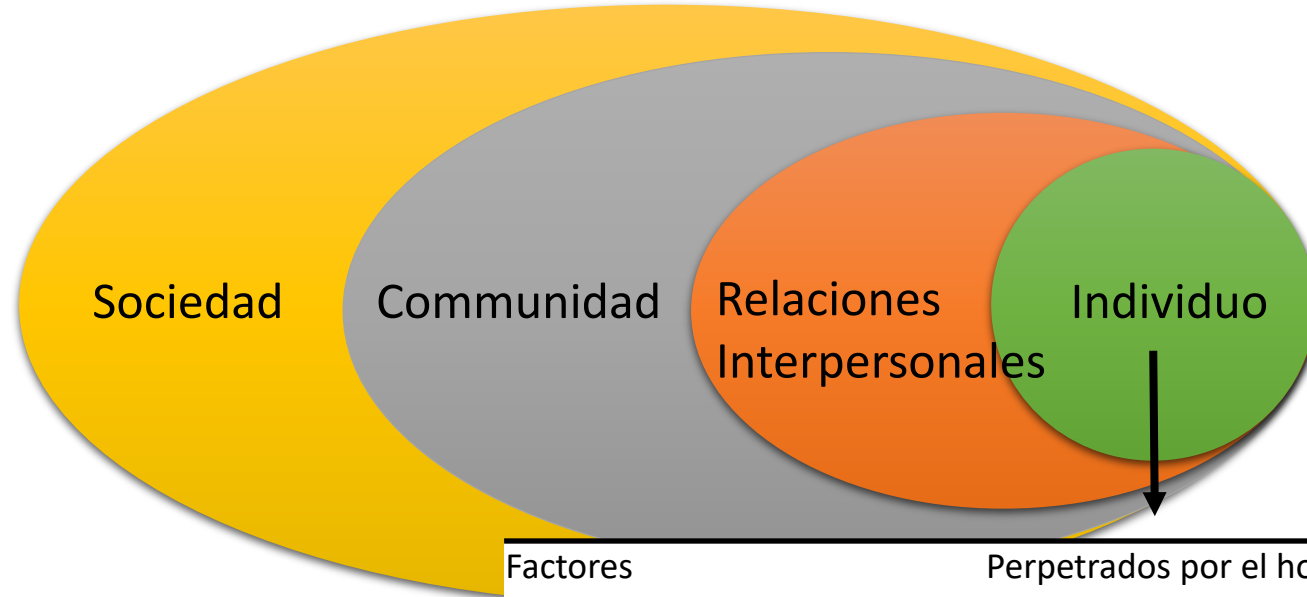 Sociedad
Communidad
Relaciones
Interpersonales
Individuo
Factores
Perpetrados por el ho